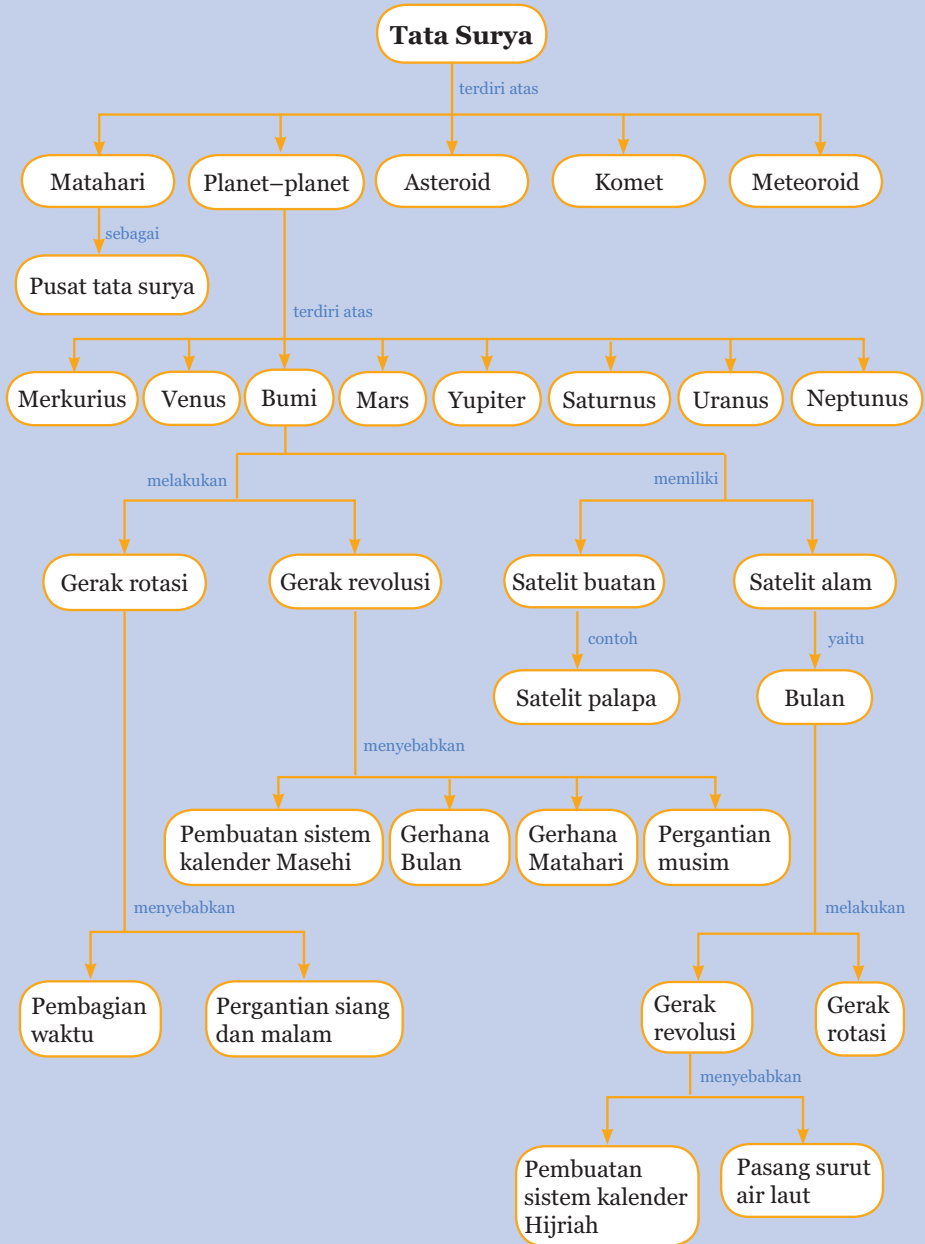 Tata Surya
terdiri atas
Matahari
Planet–planet
Asteroid
Komet
Meteoroid
sebagai
Pusat tata surya
terdiri atas
Merkurius
Venus
Bumi
Mars
Yupiter
Saturnus
Uranus
Neptunus
melakukan
memiliki
Gerak rotasi
Gerak revolusi
Satelit buatan
Satelit alam
contoh
yaitu
Satelit palapa
Bulan
menyebabkan
Pembuatan sistem
kalender Masehi
Gerhana
Bulan
Gerhana
Matahari
Pergantian
musim
menyebabkan
melakukan
Pembagian
waktu
Pergantian siang
dan malam
Gerak
revolusi
Gerak
rotasi
menyebabkan
Pembuatan
sistem kalender
Hijriah
Pasang surut
air laut